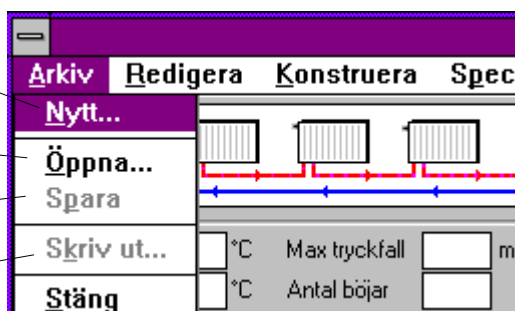 Arkiv Redigera Konstruera Spec
Nytt...
Öppna...
Spara
Skriv ut...
°C Max tryckfall m
Stäng
°C Antal böjar